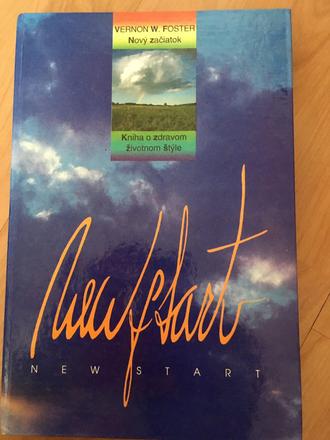 VERNON W. FOSTER
Nový začiatok
Kniha o zdravom
životnom štýle
Newstart
NEW START